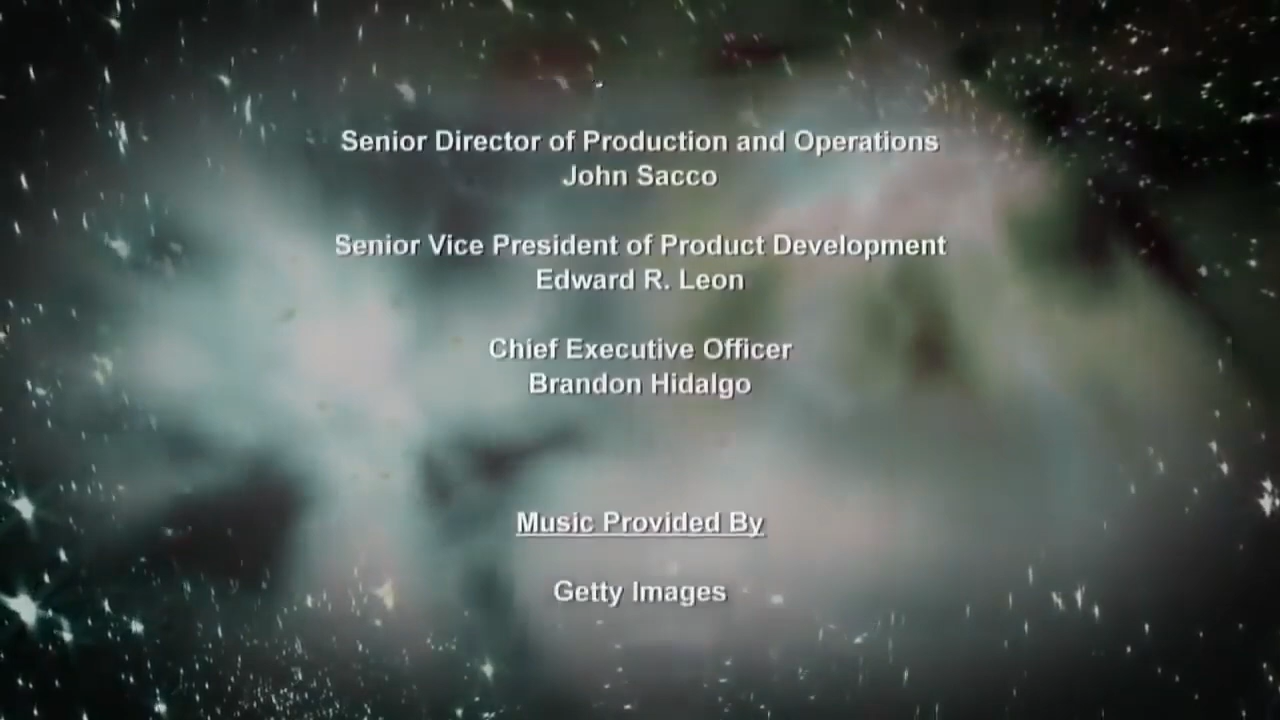 Senior Director of Production and Operations
John Sacco
Senior Vice President of Product Development
Edward R. Leon
Chief Executive Officer
Brandon Hidalgo
Music Provided By
Getty Images